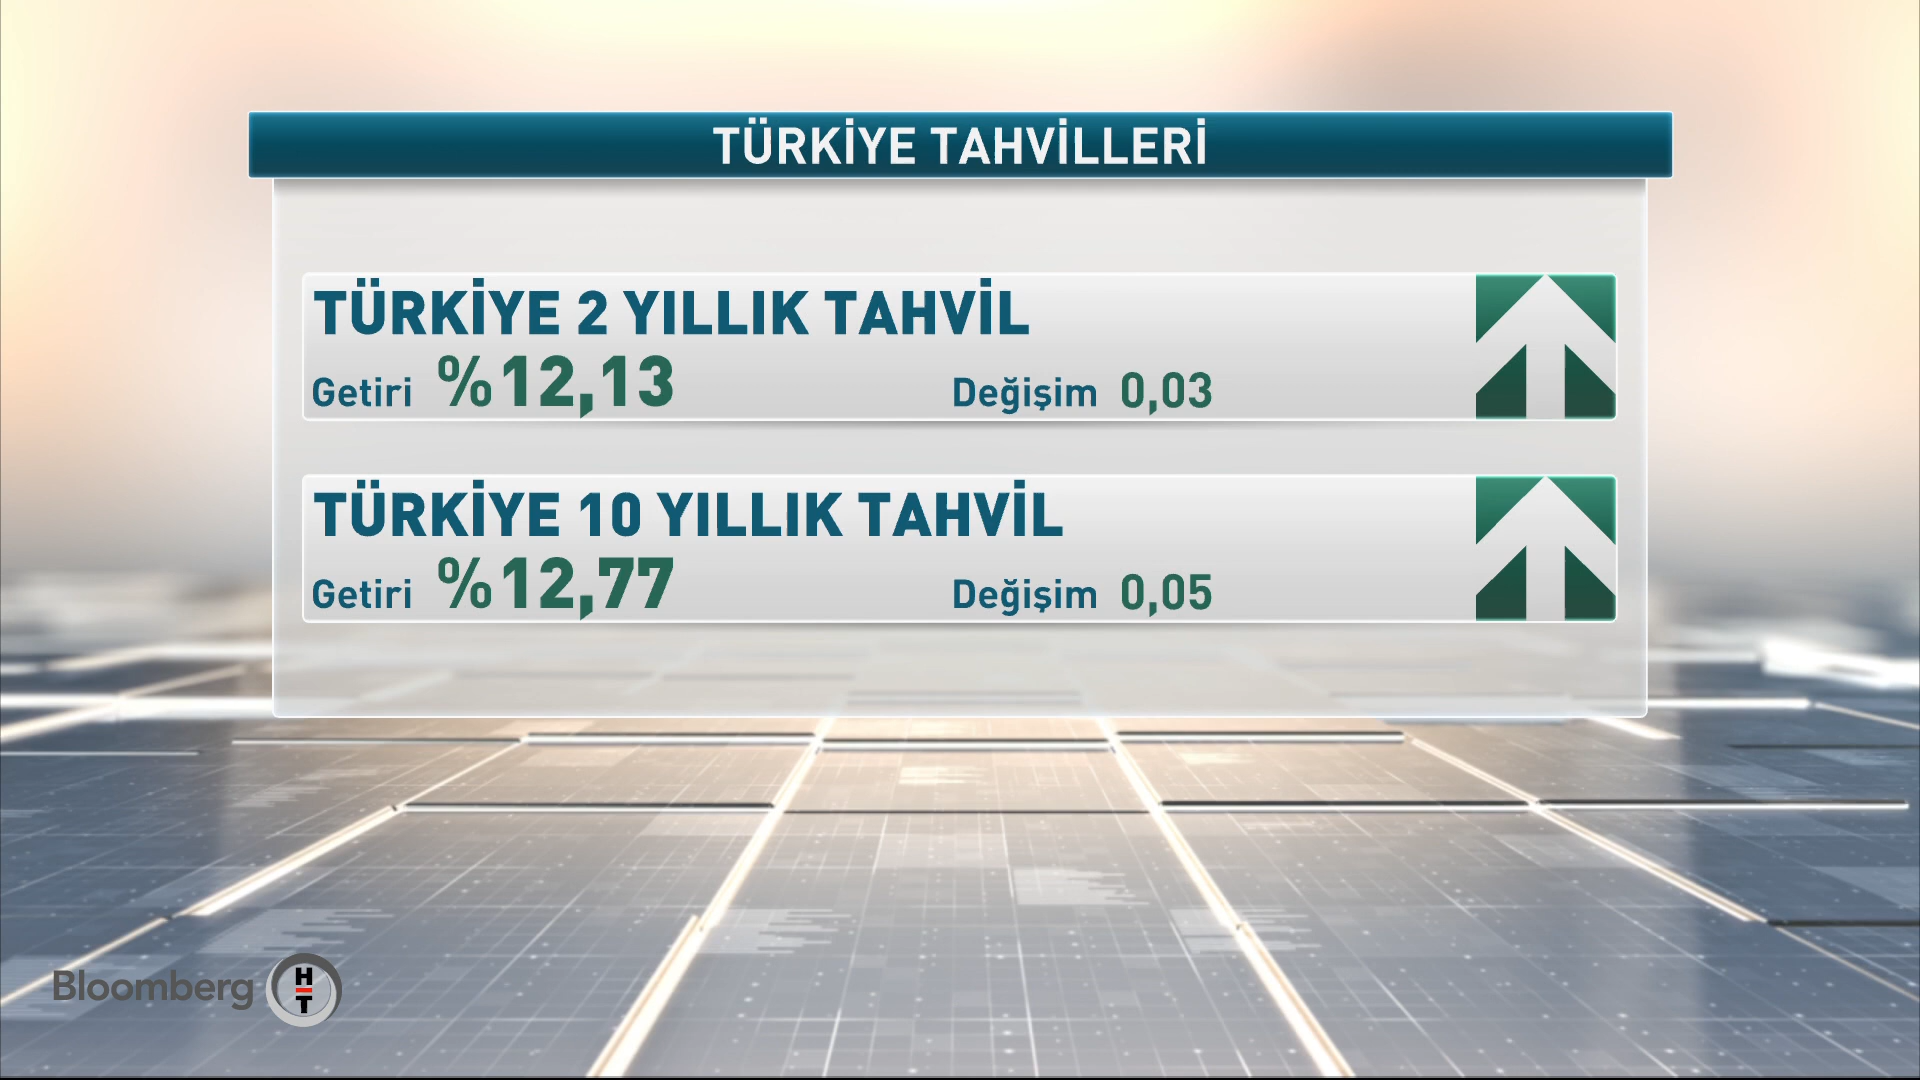 TÜRKİYE TAHVİLLERİ
TÜRKİYE 2 YILLIK TAHVİL
Getiri %12,13 Değişim 0,03
TÜRKİYE 10 YILLIK TAHVİL
Getiri %12,77 Değişim 0,05
Bloomberg HT